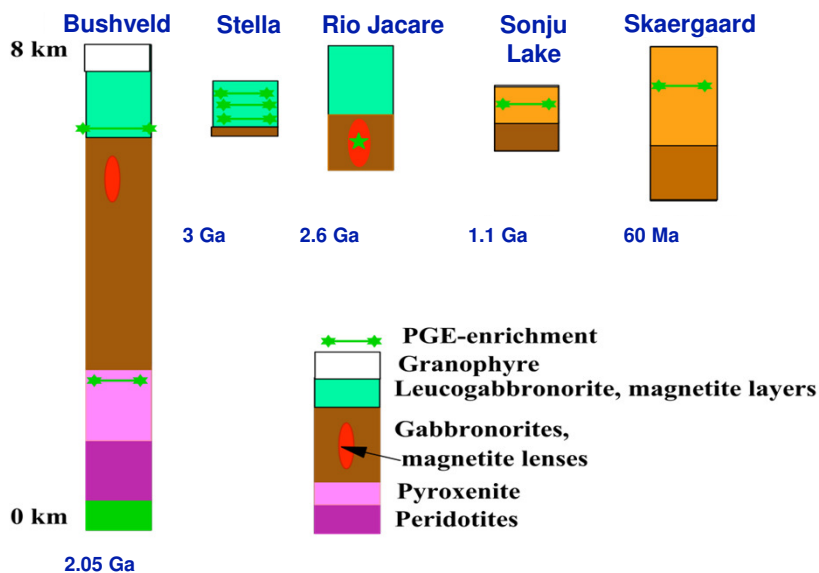 Bushveld
Stella
Rio Jacare
Sonju
Lake
Skaergaard
8 km
3 Ga
2.6 Ga
1.1 Ga
60 Ma
PGE-enrichment
Granophyre
Leucogabbronorite, magnetite layers
Gabbronorites,
magnetite lenses
Pyroxenite
Peridotites
0 km
2.05 Ga